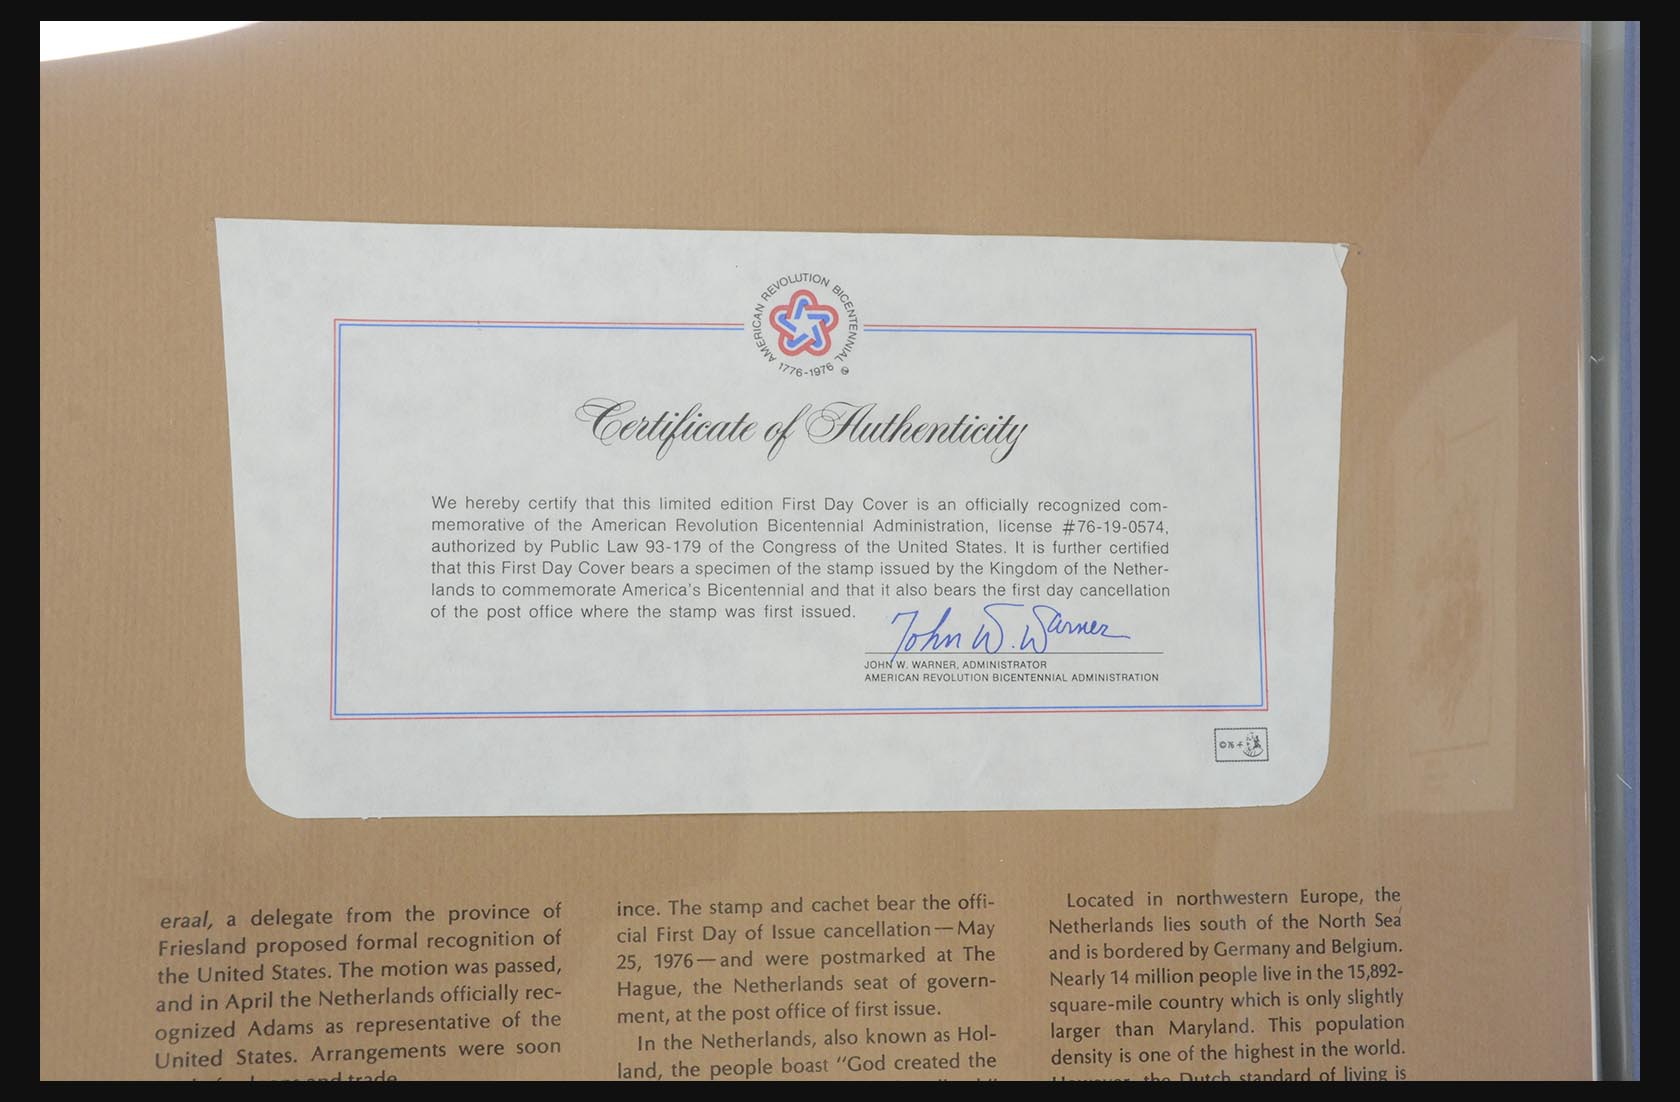 AMERICAN REVOLUTION BICENTENNIAL
1776-1976
Certificate of Authenticity
We hereby certify that this limited edition First Day Cover is an officially recognized com-
memorative of the American Revolution Bicentennial Administration, license #76-19-0574,
authorized by Public Law 93-179 of the Congress of the United States. It is further certified
that this First Day Cover bears a specimen of the stamp issued by the Kingdom of the Nether-
lands to commemorate America's Bicentennial and that it also bears the first day cancellation
of the post office where the stamp was first issued.
John W. Warner
JOHN W. WARNER, ADMINISTRATOR
AMERICAN REVOLUTION BICENTENNIAL ADMINISTRATION
©76
eraal, a delegate from the province of
Friesland proposed formal recognition of
the United States. The motion was passed,
and in April the Netherlands officially rec-
ognized Adams as representative of the
United States. Arrangements were soon
and trade
ince. The stamp and cachet bear the offi-
cial First Day of Issue cancellation—May
25, 1976—and were postmarked at The
Hague, the Netherlands seat of govern-
ment, at the post office of first issue.
In the Netherlands, also known as Hol-
land, the people boast "God created the
Located in northwestern Europe, the
Netherlands lies south of the North Sea
and is bordered by Germany and Belgium.
Nearly 14 million people live in the 15,892-
square-mile country which is only slightly
larger than Maryland. This population
density is one of the highest in the world.
However, the Dutch standard of living is